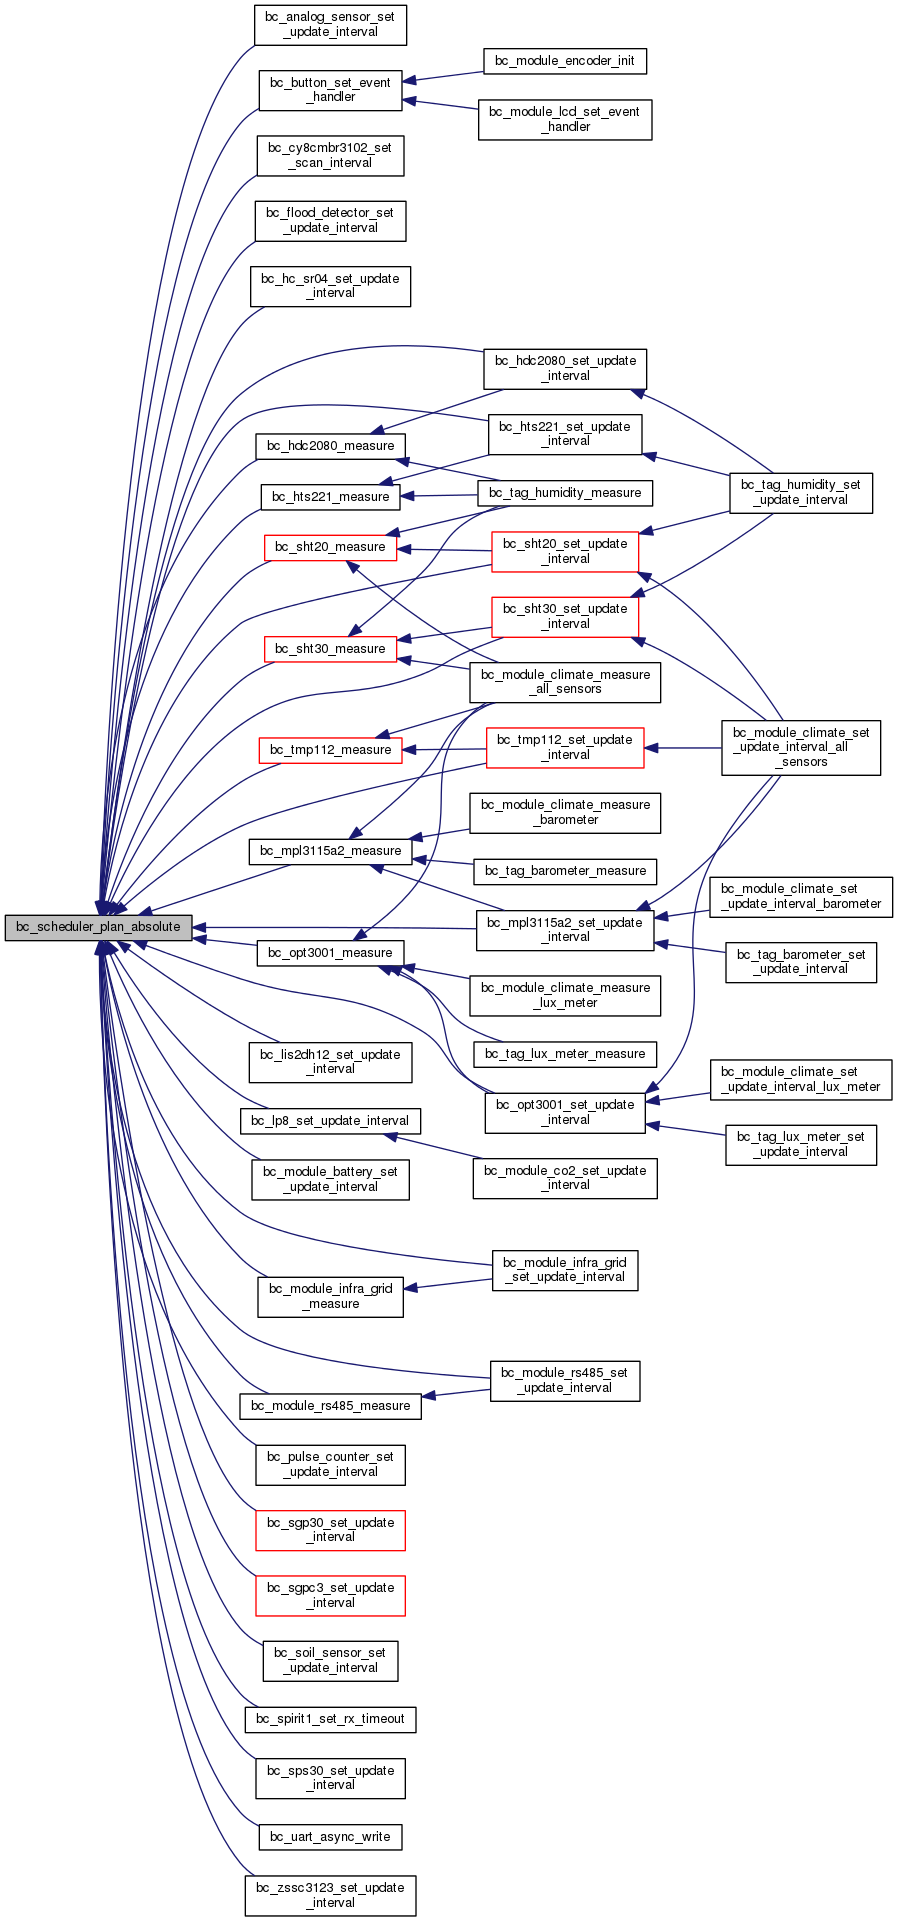 bc_analog_sensor_set
_update_interval
bc_button_set_event
_handler
bc_module_encoder_init
bc_module_lcd_set_event
_handler
bc_cy8cmbr3102_set
_scan_interval
bc_flood_detector_set
_update_interval
bc_hc_sr04_set_update
_interval
bc_hdc2080_set_update
_interval
bc_hdc2080_measure
bc_hts221_set_update
_interval
bc_hts221_measure
bc_tag_humidity_measure
bc_tag_humidity_set
_update_interval
bc_sht20_measure
bc_sht20_set_update
_interval
bc_sht30_set_update
_interval
bc_sht30_measure
bc_module_climate_measure
_all_sensors
bc_tmp112_measure
bc_tmp112_set_update
_interval
bc_module_climate_set
_update_interval_all
_sensors
bc_module_climate_measure
_barometer
bc_mpl3115a2_measure
bc_tag_barometer_measure
bc_module_climate_set
_update_interval_barometer
bc_scheduler_plan_absolute
bc_mpl3115a2_set_update
_interval
bc_opt3001_measure
bc_tag_barometer_set
_update_interval
bc_module_climate_measure
_lux_meter
bc_lis2dh12_set_update
_interval
bc_tag_lux_meter_measure
bc_module_climate_set
_update_interval_lux_meter
bc_opt3001_set_update
_interval
bc_lp8_set_update_interval
bc_tag_lux_meter_set
_update_interval
bc_module_battery_set
_update_interval
bc_module_co2_set_update
_interval
bc_module_infra_grid
_set_update_interval
bc_module_infra_grid
_measure
bc_module_rs485_set
_update_interval
bc_module_rs485_measure
bc_pulse_counter_set
_update_interval
bc_sgp30_set_update
_interval
bc_sgpc3_set_update
_interval
bc_soil_sensor_set
_update_interval
bc_spirit1_set_rx_timeout
bc_sps30_set_update
_interval
bc_uart_async_write
bc_zssc3123_set_update
_interval